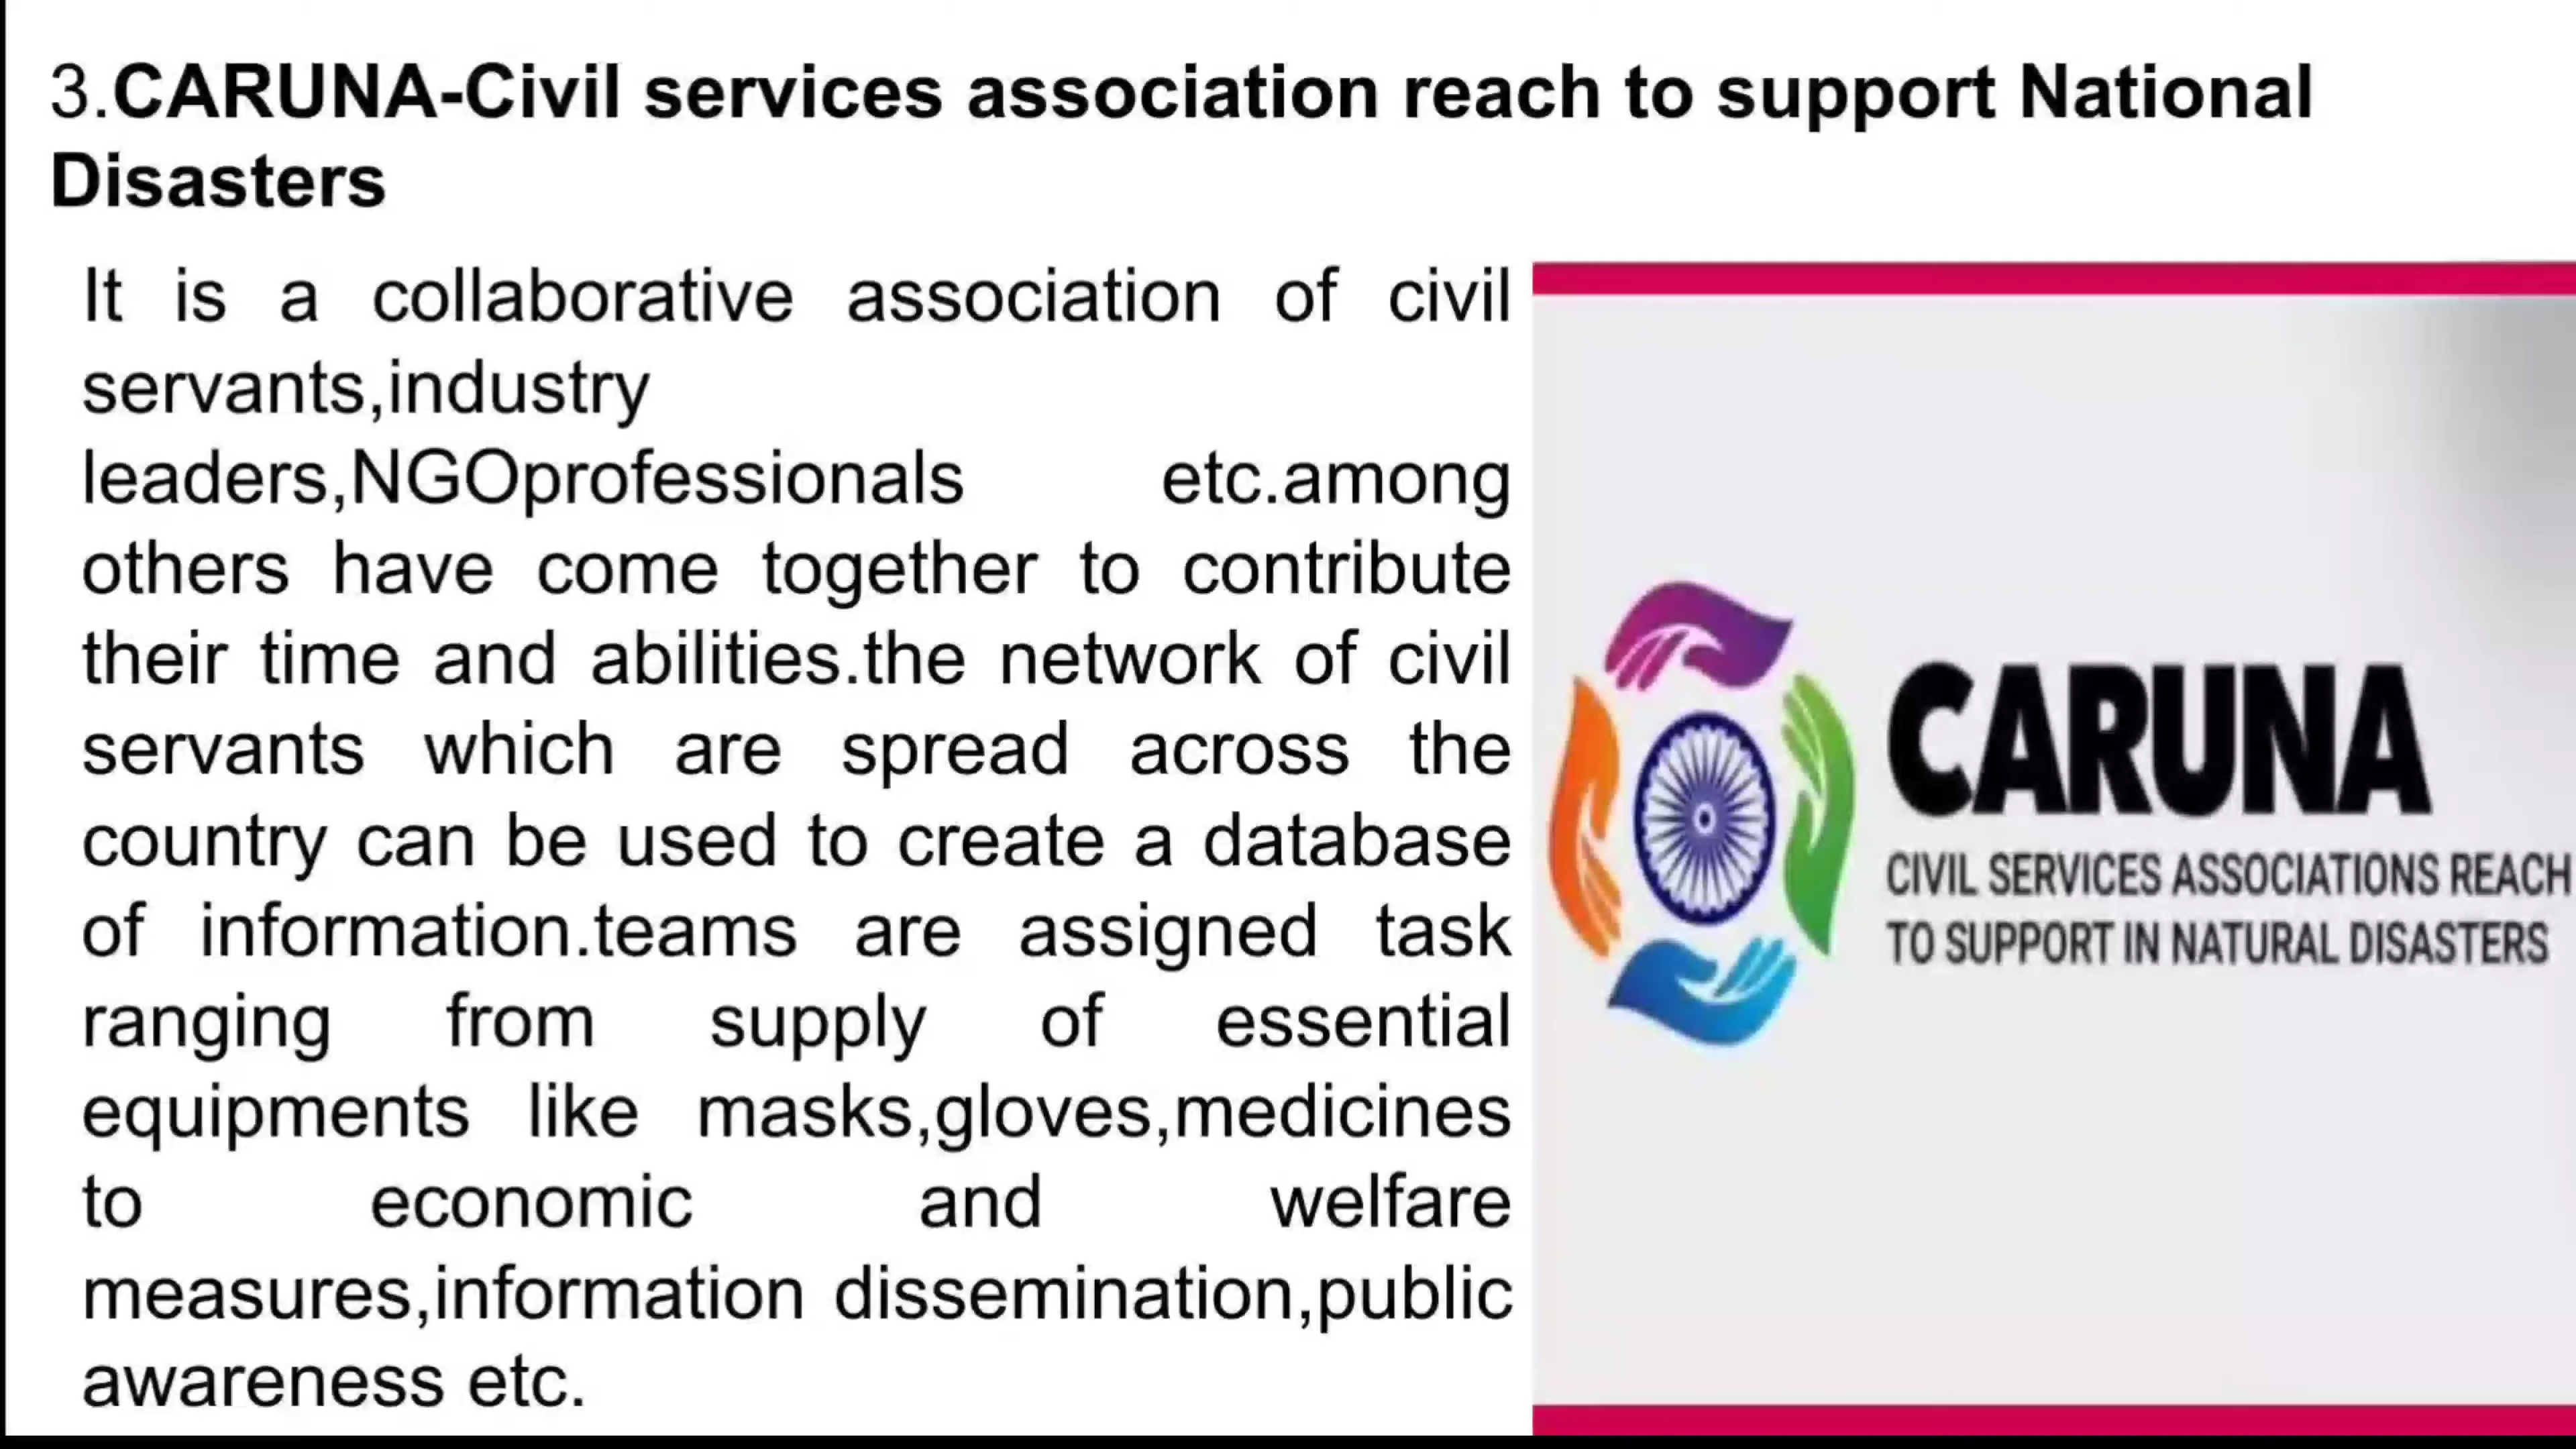 3.CARUNA-Civil services association reach to support National
Disasters
It is a collaborative association of civil
servants,industry
leaders,NGOprofessionals etc.among
others have come together to contribute
their time and abilities.the network of civil
servants which are spread across the
country can be used to create a database
of information.teams are assigned task
ranging from supply of essential
equipments like masks,gloves,medicines
to economic and welfare
measures,information dissemination,public
awareness etc.
CARUNA
CIVIL SERVICES ASSOCIATIONS REACH
TO SUPPORT IN NATURAL DISASTERS